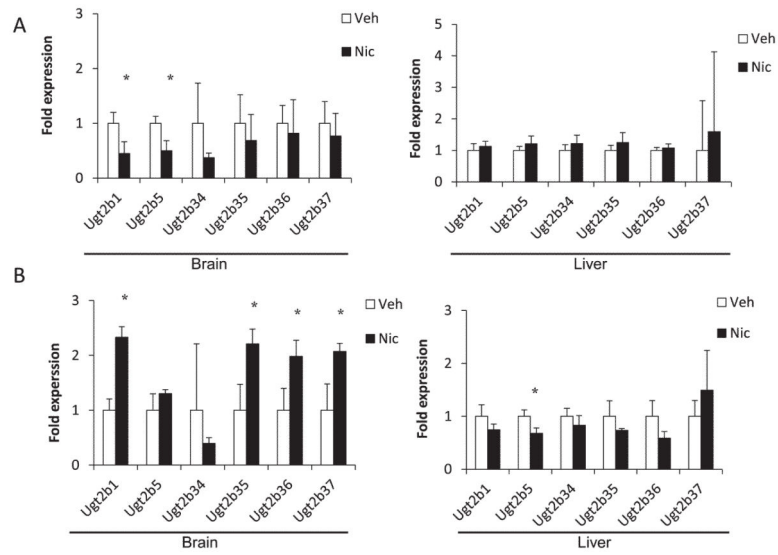 A
Fold expression
3
2
1
0
*
*
Veh
Nic
Ugt2b1
Ugt2b5
Ugt2b34
Ugt2b35
Ugt2b36
Ugt2b37
Brain
Fold expression
5
4
3
2
1
0
Veh
Nic
Ugt2b1
Ugt2b5
Ugt2b34
Ugt2b35
Ugt2b36
Ugt2b37
Liver
B
Fold experssion
3
2
1
0
*
*
*
*
Veh
Nic
Ugt2b1
Ugt2b5
Ugt2b34
Ugt2b35
Ugt2b36
Ugt2b37
Brain
Fold expression
3
2
1
0
*
Veh
Nic
Ugt2b1
Ugt2b5
Ugt2b34
Ugt2b35
Ugt2b36
Ugt2b37
Liver